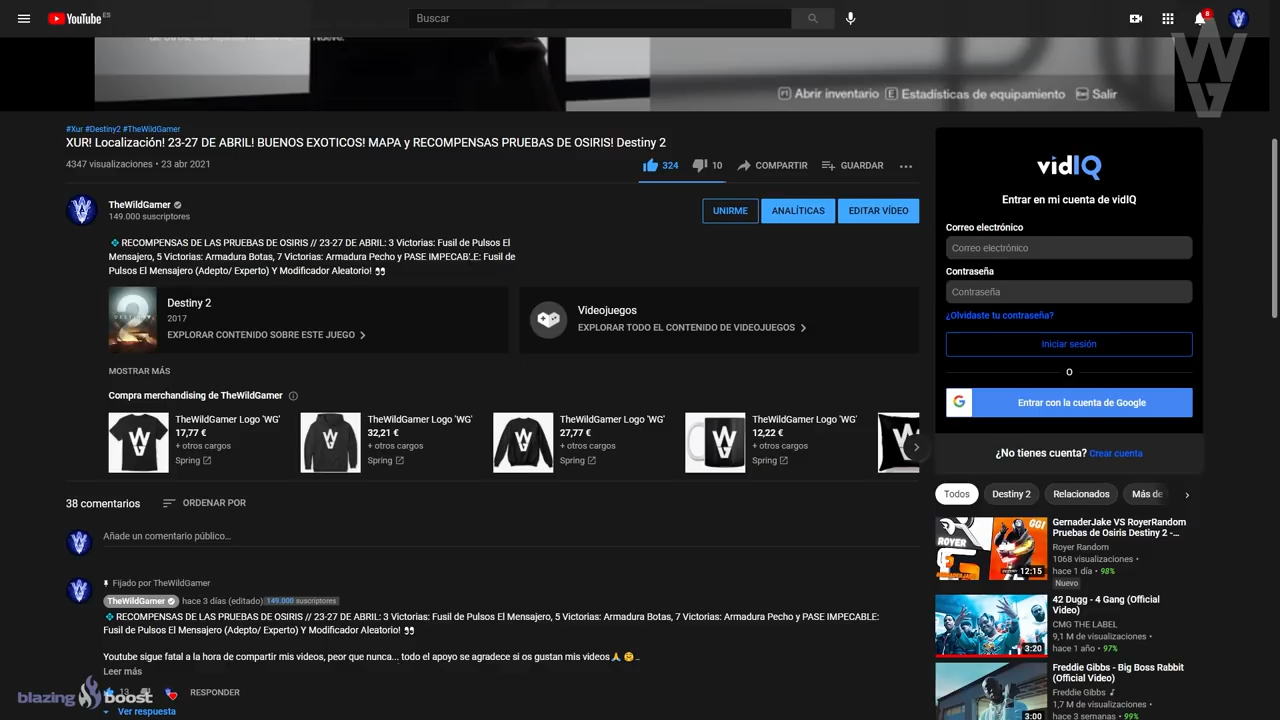 YouTube ES
Buscar
8
Nueve.
F1 Abrir inventario E Estadísticas de equipamiento Salir
WG
#Xur #Destiny2 #TheWildGamer
XUR! Localización! 23-27 DE ABRIL! BUENOS EXOTICOS! MAPA y RECOMPENSAS PRUEBAS DE OSIRIS! Destiny 2
4347 visualizaciones • 23 abr 2021
324 10 COMPARTIR GUARDAR
TheWildGamer
149.000 suscriptores
UNIRME ANALÍTICAS EDITAR VÍDEO
RECOMPENSAS DE LAS PRUEBAS DE OSIRIS // 23-27 DE ABRIL: 3 Victorias: Fusil de Pulsos El
Mensajero, 5 Victorias: Armadura Botas, 7 Victorias: Armadura Pecho y PASE IMPECABLE: Fusil de
Pulsos El Mensajero (Adepto/ Experto) Y Modificador Aleatorio!
Destiny 2
2017
EXPLORAR CONTENIDO SOBRE ESTE JUEGO
Videojuegos
EXPLORAR TODO EL CONTENIDO DE VIDEOJUEGOS
MOSTRAR MÁS
Compra merchandising de TheWildGamer
TheWildGamer Logo 'WG'
17,77 €
+ otros cargos
Spring
TheWildGamer Logo 'WG'
32,21 €
+ otros cargos
Spring
TheWildGamer Logo 'WG'
27,77 €
+ otros cargos
Spring
TheWildGamer Logo 'WG'
12,22 €
+ otros cargos
Spring
38 comentarios ORDENAR POR
Añade un comentario público...
Fijado por TheWildGamer
TheWildGamer hace 3 días (editado) 149.000 suscriptores
RECOMPENSAS DE LAS PRUEBAS DE OSIRIS // 23-27 DE ABRIL: 3 Victorias: Fusil de Pulsos El Mensajero, 5 Victorias: Armadura Botas, 7 Victorias: Armadura Pecho y PASE IMPECABLE:
Fusil de Pulsos El Mensajero (Adepto/ Experto) Y Modificador Aleatorio!
Youtube sigue fatal a la hora de compartir mis videos, peor que nunca... todo el apoyo se agradece si os gustan mis videos
Leer más
13 RESPONDER
Ver respuesta
blazing boost
vidIQ
Entrar en mi cuenta de vidIQ
Correo electrónico
Correo electrónico
Contraseña
Contraseña
¿Olvidaste tu contraseña?
Iniciar sesión
O
Entrar con la cuenta de Google
¿No tienes cuenta? Crear cuenta
Todos Destiny 2 Relacionados Más de
GernaderJake VS RoyerRandom
Pruebas de Osiris Destiny 2 -...
Royer Random
1068 visualizaciones •
hace 1 día • 98%
Nuevo
ROYER
GG!
12:15
42 Dugg - 4 Gang (Official
Video)
CMG THE LABEL
9,1 M de visualizaciones •
hace 1 año • 97%
3:20
Freddie Gibbs - Big Boss Rabbit
(Official Video)
Freddie Gibbs
1,7 M de visualizaciones •
hace 3 semanas • 99%
3:00